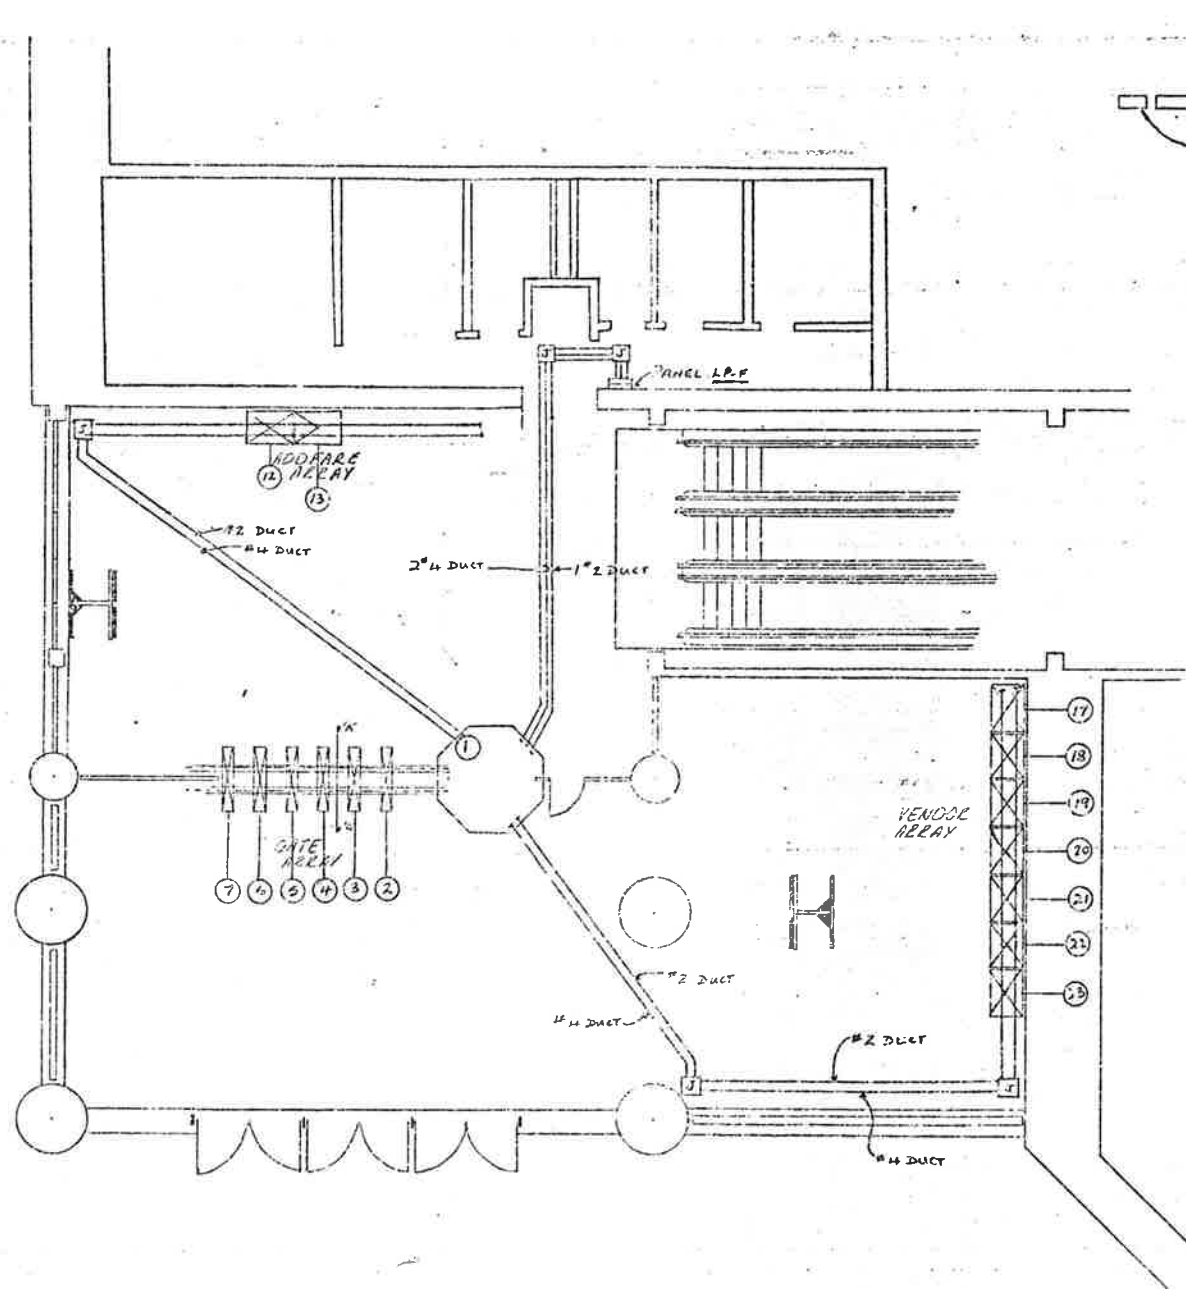 J
J
PANEL LP-F
J
ADDFARE
ARRAY
12
13
#2 DUCT
#4 DUCT
2#4 DUCT
1#2 DUCT
"A"
1
17
18
19
20
21
22
23
VENDOR
ARRAY
GATE
ARRAY
7
6
5
4
3
2
#2 DUCT
#4 DUCT
#2 DUCT
J
J
#4 DUCT